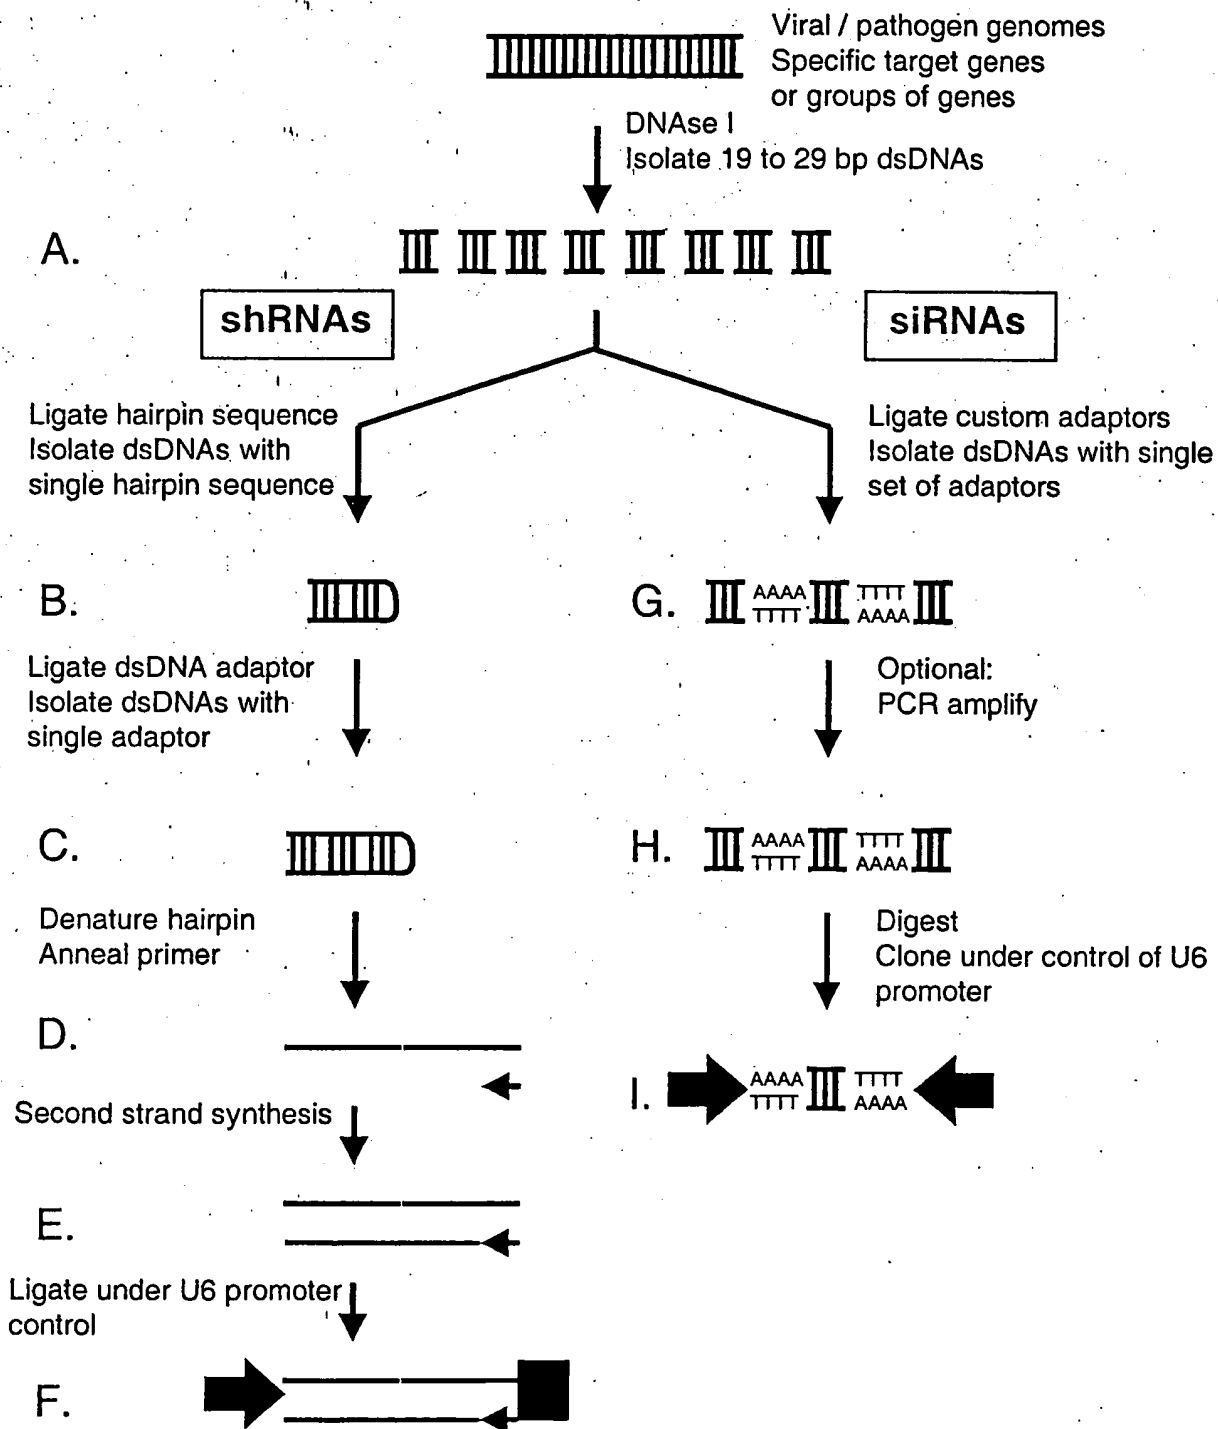 Viral / pathogen genomes
Specific target genes
or groups of genes
DNAse I
Isolate 19 to 29 bp dsDNAs
A.
shRNAs
siRNAs
Ligate hairpin sequence
Isolate dsDNAs with
single hairpin sequence
Ligate custom adaptors
Isolate dsDNAs with single
set of adaptors
B.
G.
AAAA
TTTT
TTTT
AAAA
Ligate dsDNA adaptor
Isolate dsDNAs with
single adaptor
Optional:
PCR amplify
C.
H.
AAAA
TTTT
TTTT
AAAA
Denature hairpin
Anneal primer
Digest
Clone under control of U6
promoter
D.
I.
AAAA
TTTT
TTTT
AAAA
Second strand synthesis
E.
Ligate under U6 promoter
control
F.